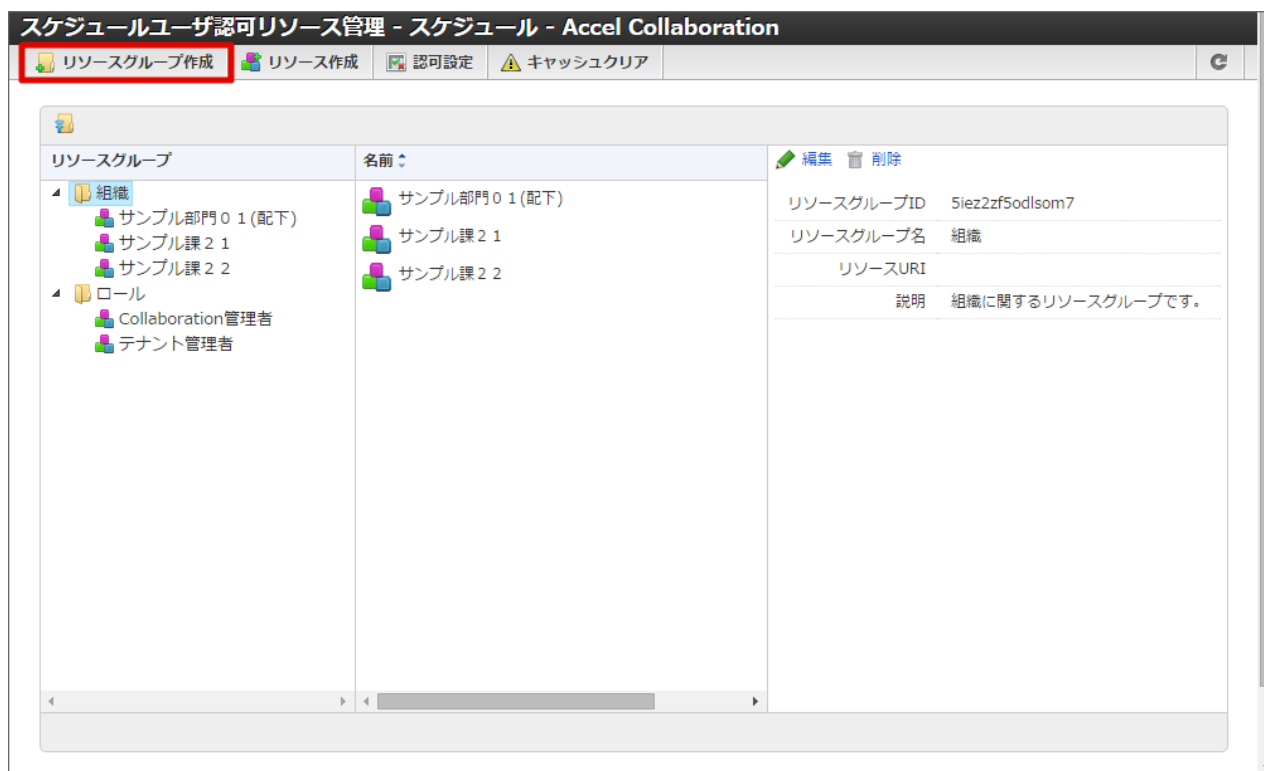 スケジュールユーザ認可リソース管理 - スケジュール - Accel Collaboration
リソースグループ作成 リソース作成 認可設定 キャッシュクリア
リソースグループ 名前 編集 削除
組織
サンプル部門０１(配下)
サンプル課２１
サンプル課２２
ロール
Collaboration管理者
テナント管理者
サンプル部門０１(配下)
サンプル課２１
サンプル課２２
リソースグループID 5iez2zf5odlsom7
リソースグループ名 組織
リソースURI
説明 組織に関するリソースグループです。